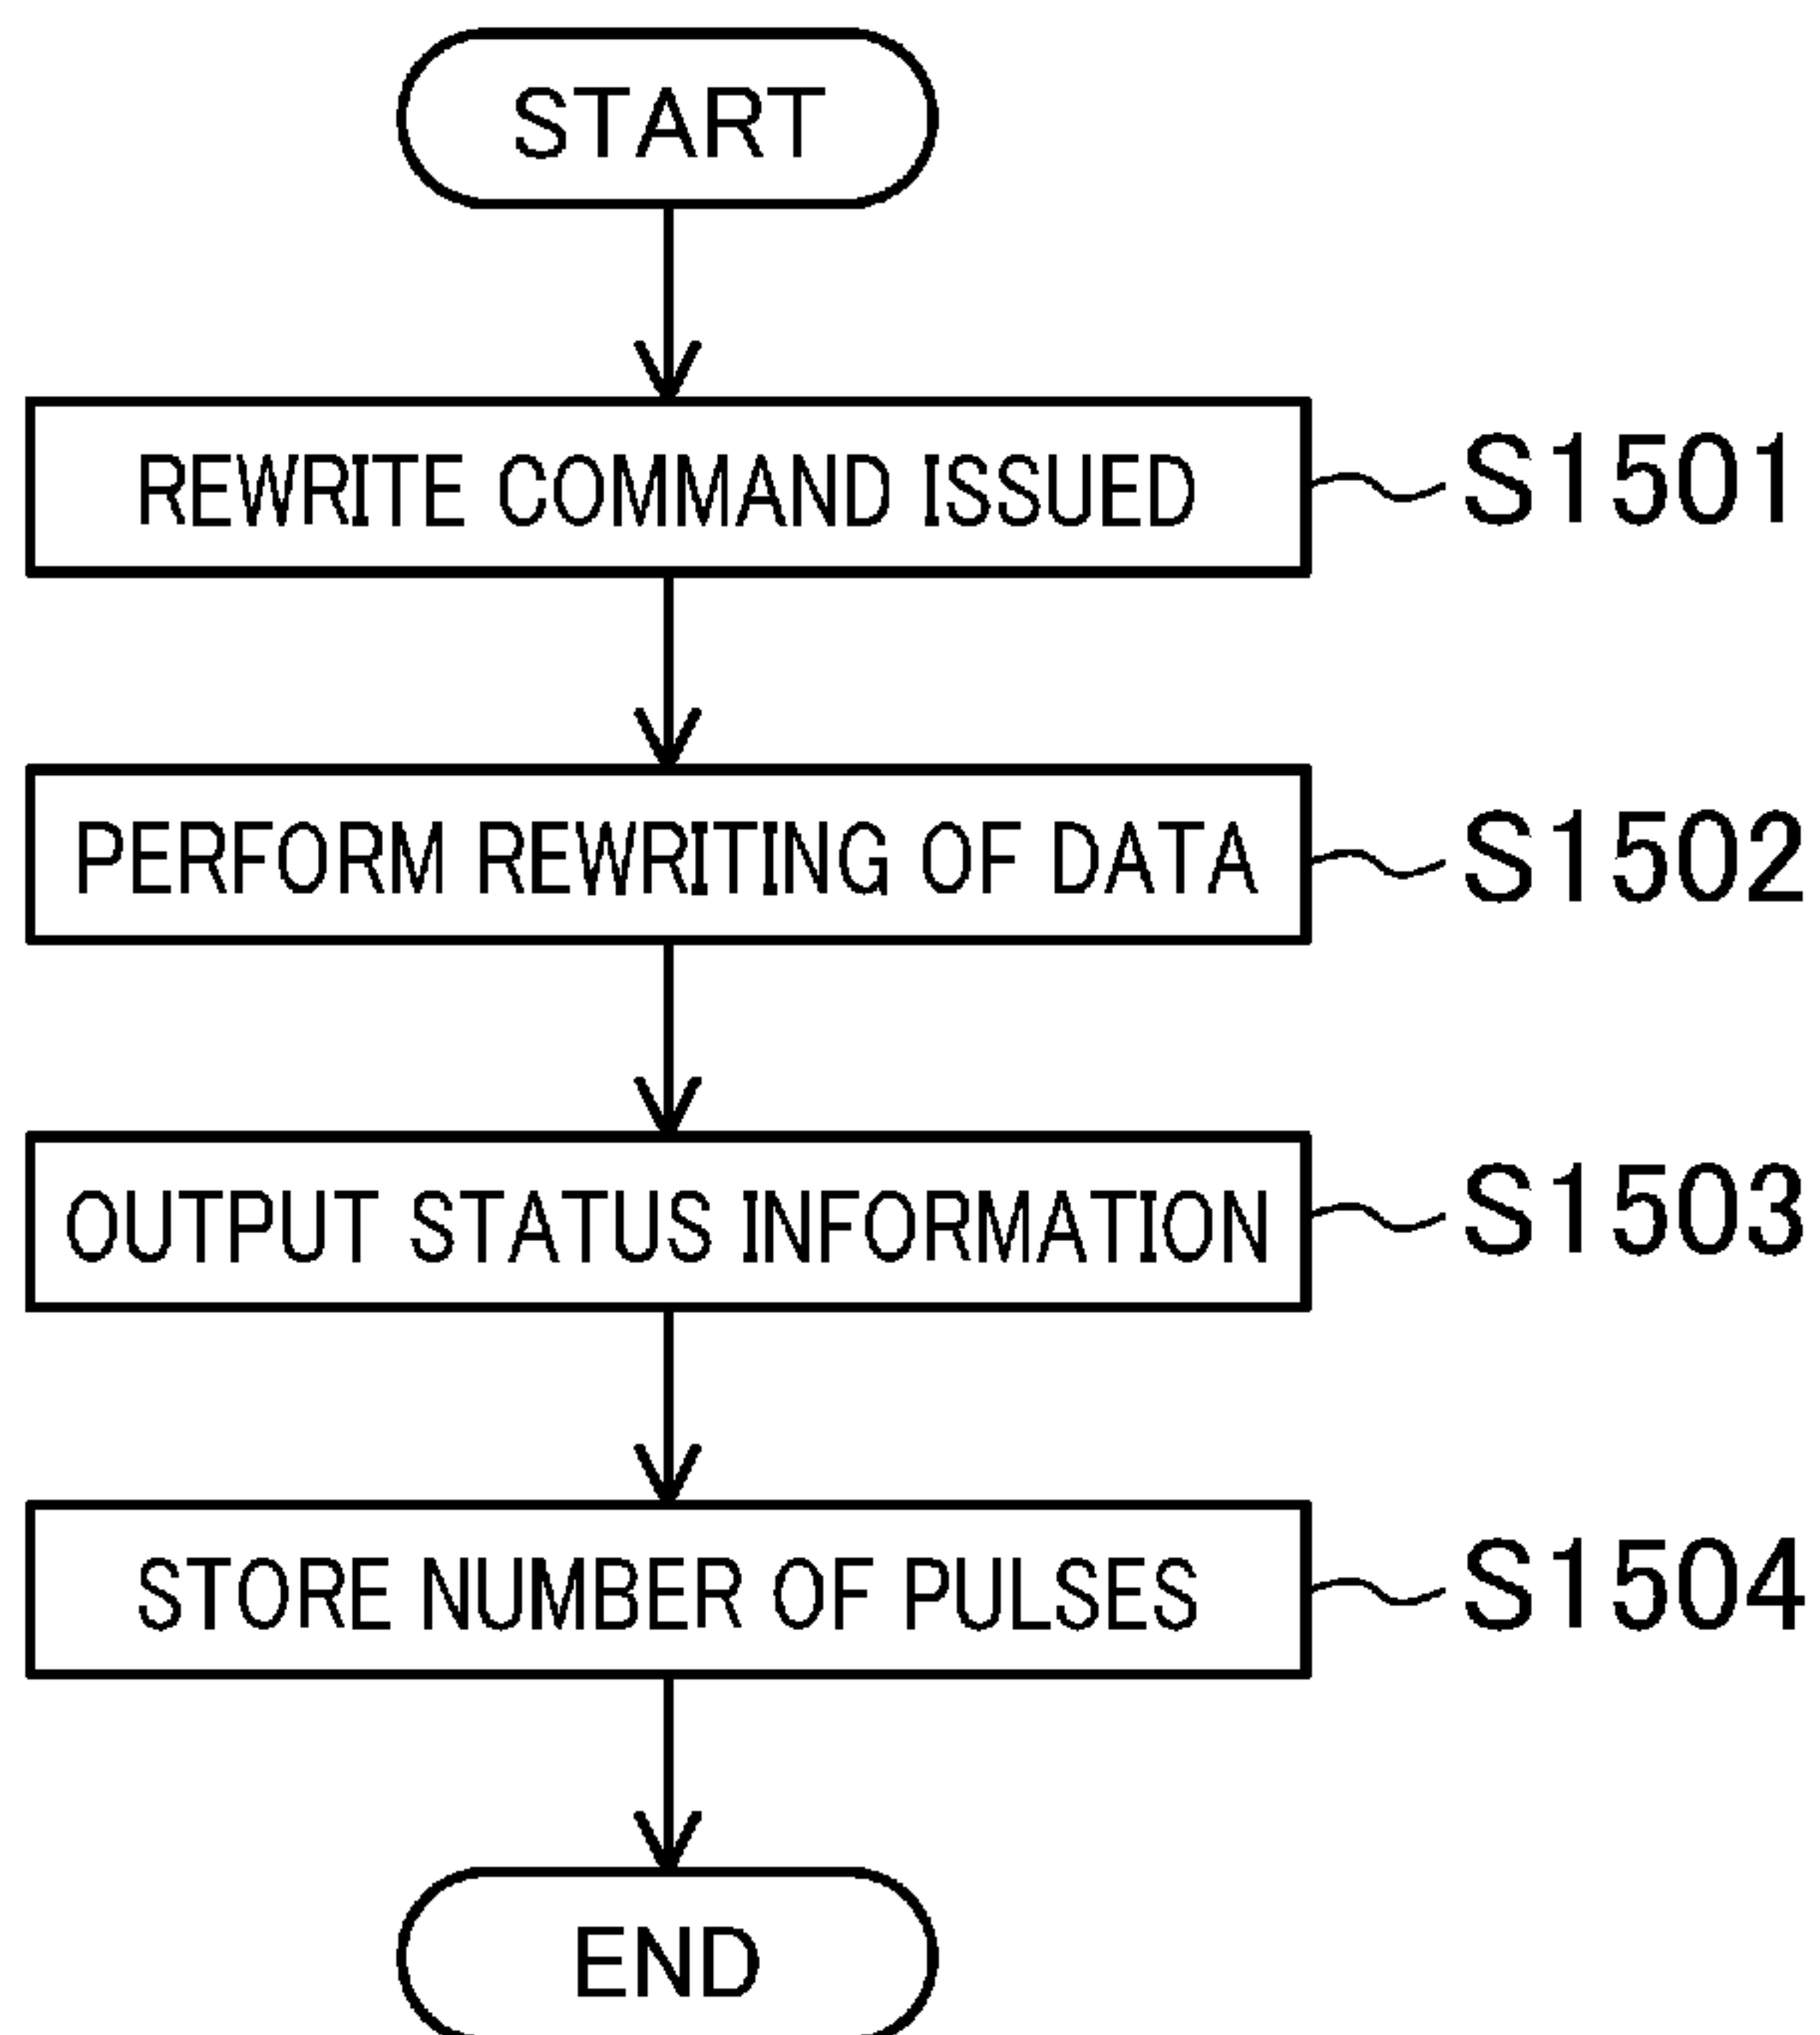 START
REWRITE COMMAND ISSUED S1501
PERFORM REWRITING OF DATA S1502
OUTPUT STATUS INFORMATION S1503
STORE NUMBER OF PULSES S1504
END